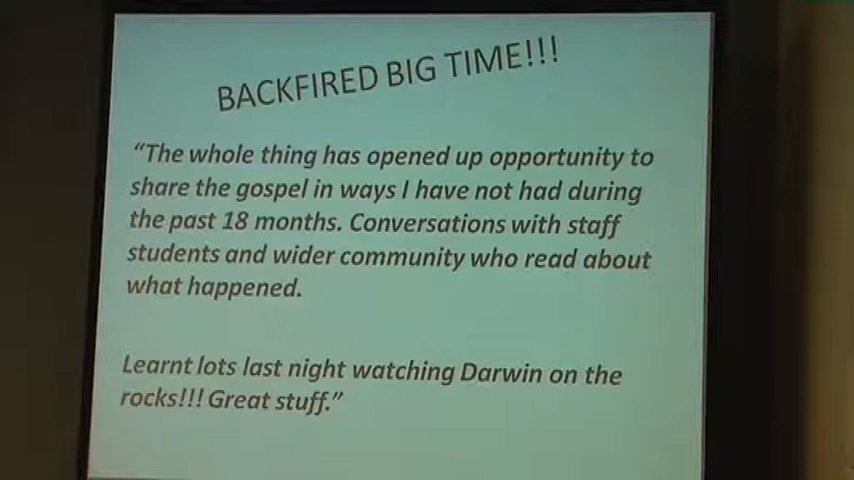 BACKFIRED BIG TIME!!!
“The whole thing has opened up opportunity to
share the gospel in ways I have not had during
the past 18 months. Conversations with staff
students and wider community who read about
what happened.
Learnt lots last night watching Darwin on the
rocks!!! Great stuff.”